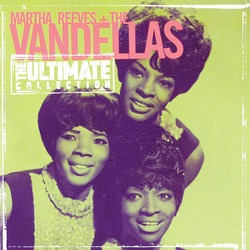 MARTHA REEVES + THE
VANDELLAS
THE ULTIMATE
COLLECTION